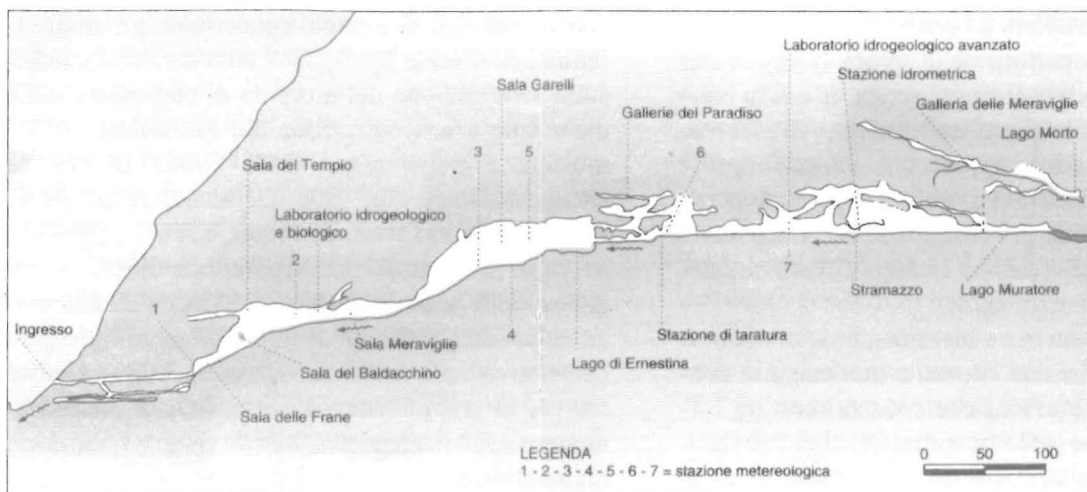 Laboratorio idrogeologico avanzato
Sala Garelli
Stazione idrometrica
Gallerie del Paradiso
Galleria delle Meraviglie
3
5
6
Lago Morto
Sala del Tempio
Laboratorio idrogeologico
e biologico
2
1
Stramazzo
Lago Muratore
Ingresso
4
Stazione di taratura
Sala Meraviglie
Lago di Ernestina
Sala del Baldacchino
Sala delle Frane
LEGENDA
1 - 2 - 3 - 4 - 5 - 6 - 7 = stazione metereologica
0 50 100